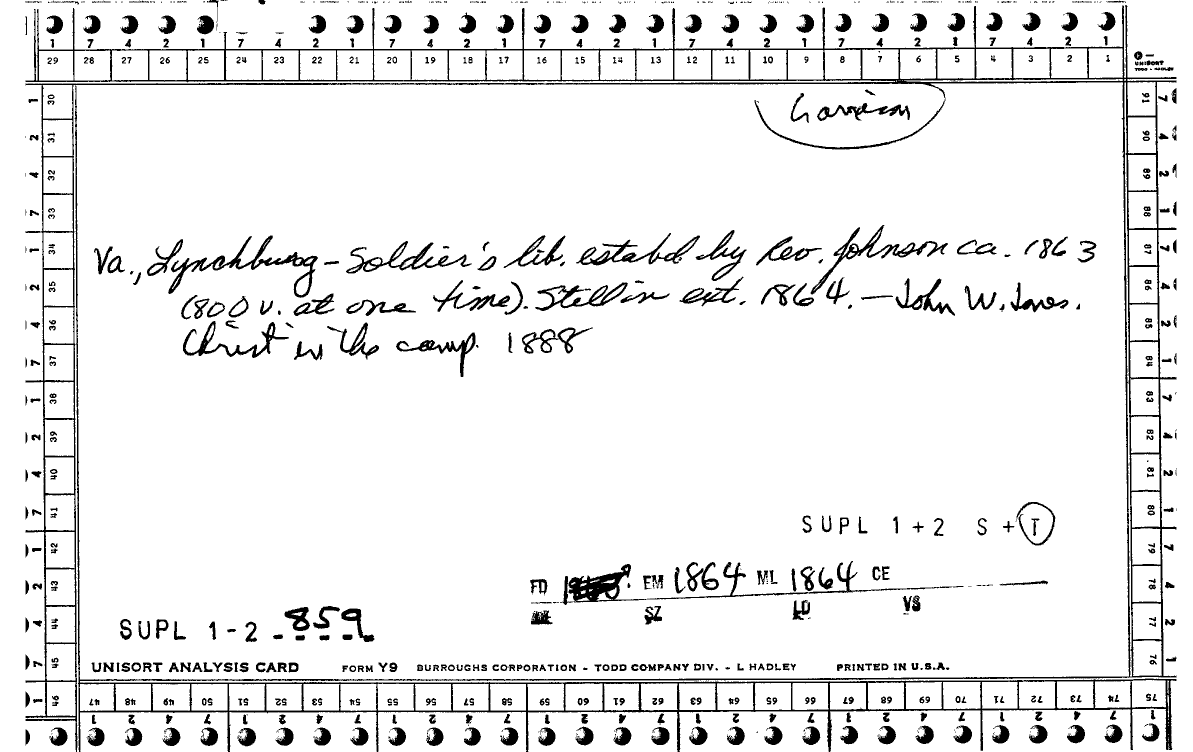 1 7 4 2 1 7 4 2 1 7 4 2 1 7 4 2 1 7 4 2 1 7 4 2 1 7 4 2 1
29 28 27 26 25 24 23 22 21 20 19 18 17 16 15 14 13 12 11 10 9 8 7 6 5 4 3 2 1
UNISORT
TODD - HADLEY
Garrison
Va., Lynchburg - Soldier's lib. estabd by Rev. Johnson ca. 1863
(800 v. at one time). Still in ext. 1864. - John W. Jones.
Christ in the camp. 1888
SUPL 1+2 S+T
FD EM 1864 ML 1864 CE
SZ LD VS
SUPL 1-2 859
UNISORT ANALYSIS CARD FORM Y9 BURROUGHS CORPORATION - TODD COMPANY DIV. - L HADLEY PRINTED IN U.S.A.
30 31 32 33 34 35 36 37 38 39 40 41 42 43 44 45 46
1 2 4 7 1 2 4 7 1 2 4 7 1 2 4 7 1
91 90 89 88 87 86 85 84 83 82 81 80 79 78 77 76 75
7 4 2 1 7 4 2 1 7 4 2 1 7 4 2 1
47 48 49 50 51 52 53 54 55 56 57 58 59 60 61 62 63 64 65 66 67 68 69 70 71 72 73 74 75
1 2 4 7 1 2 4 7 1 2 4 7 1 2 4 7 1 2 4 7 1 2 4 7 1 2 4 7 1